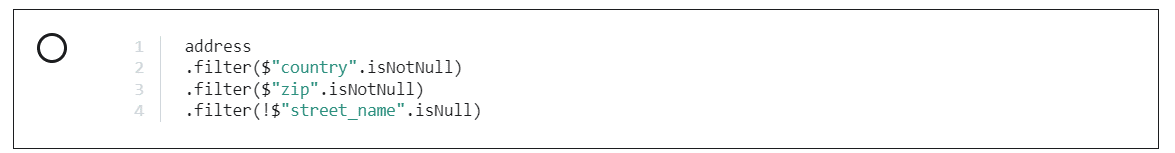 1 address
2 .filter($"country".isNotNull)
3 .filter($"zip".isNotNull)
4 .filter(!$"street_name".isNull)